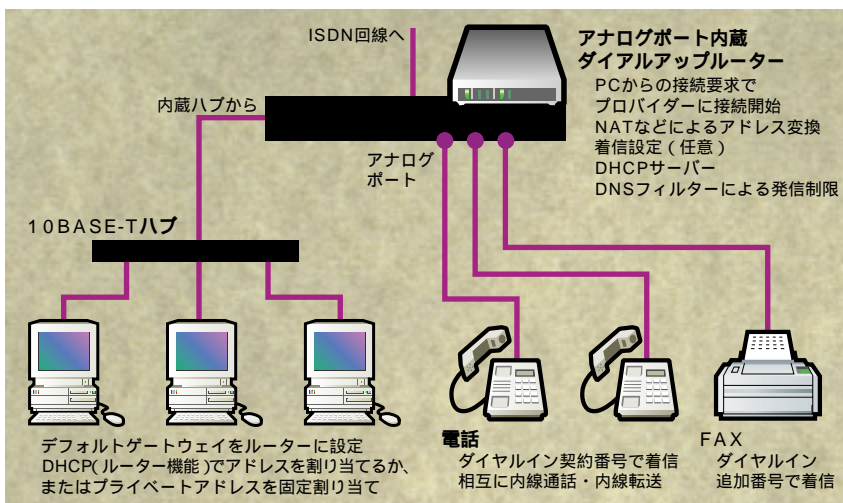 ISDN回線へ
アナログポート内蔵
ダイアルアップルーター
PCからの接続要求で
プロバイダーに接続開始
NATなどによるアドレス変換
着信設定(任意)
DHCPサーバー
DNSフィルターによる発信制限
内蔵ハブから
アナログ
ポート
10BASE-Tハブ
デフォルトゲートウェイをルーターに設定
DHCP(ルーター機能)でアドレスを割り当てるか、
またはプライベートアドレスを固定割り当て
電話
ダイヤルイン契約番号で着信
相互に内線通話・内線転送
FAX
ダイヤルイン
追加番号で着信